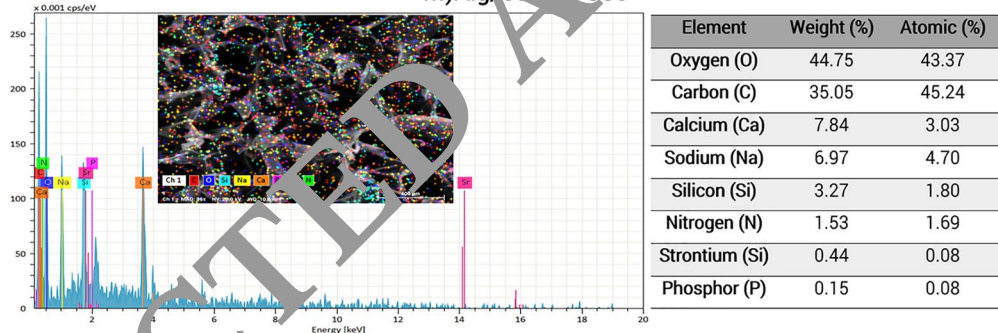 x 0.001 cps/eV
250
200
150
100
50
0
N
P
C
Sr
O
Na
Si
Ca
Ca
Sr
Ch 1 C O Si Na Ca N
2 4 6 8 10 12 14 16 18 20
Energy [keV]
CTED A
Element Weight (%) Atomic (%)
Oxygen (O) 44.75 43.37
Carbon (C) 35.05 45.24
Calcium (Ca) 7.84 3.03
Sodium (Na) 6.97 4.70
Silicon (Si) 3.27 1.80
Nitrogen (N) 1.53 1.69
Strontium (Si) 0.44 0.08
Phosphor (P) 0.15 0.08